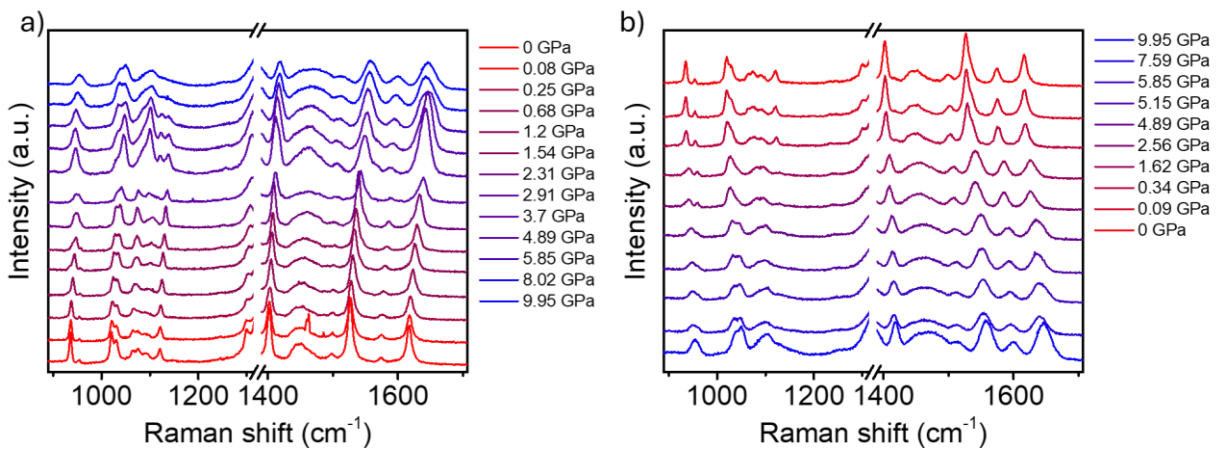 a)
Intensity (a.u.)
1000
1200
1400
1600
Raman shift (cm⁻¹)
0 GPa
0.08 GPa
0.25 GPa
0.68 GPa
1.2 GPa
1.54 GPa
2.31 GPa
2.91 GPa
3.7 GPa
4.89 GPa
5.85 GPa
8.02 GPa
9.95 GPa
b)
Intensity (a.u.)
1000
1200
1400
1600
Raman shift (cm⁻¹)
9.95 GPa
7.59 GPa
5.85 GPa
5.15 GPa
4.89 GPa
2.56 GPa
1.62 GPa
0.34 GPa
0.09 GPa
0 GPa